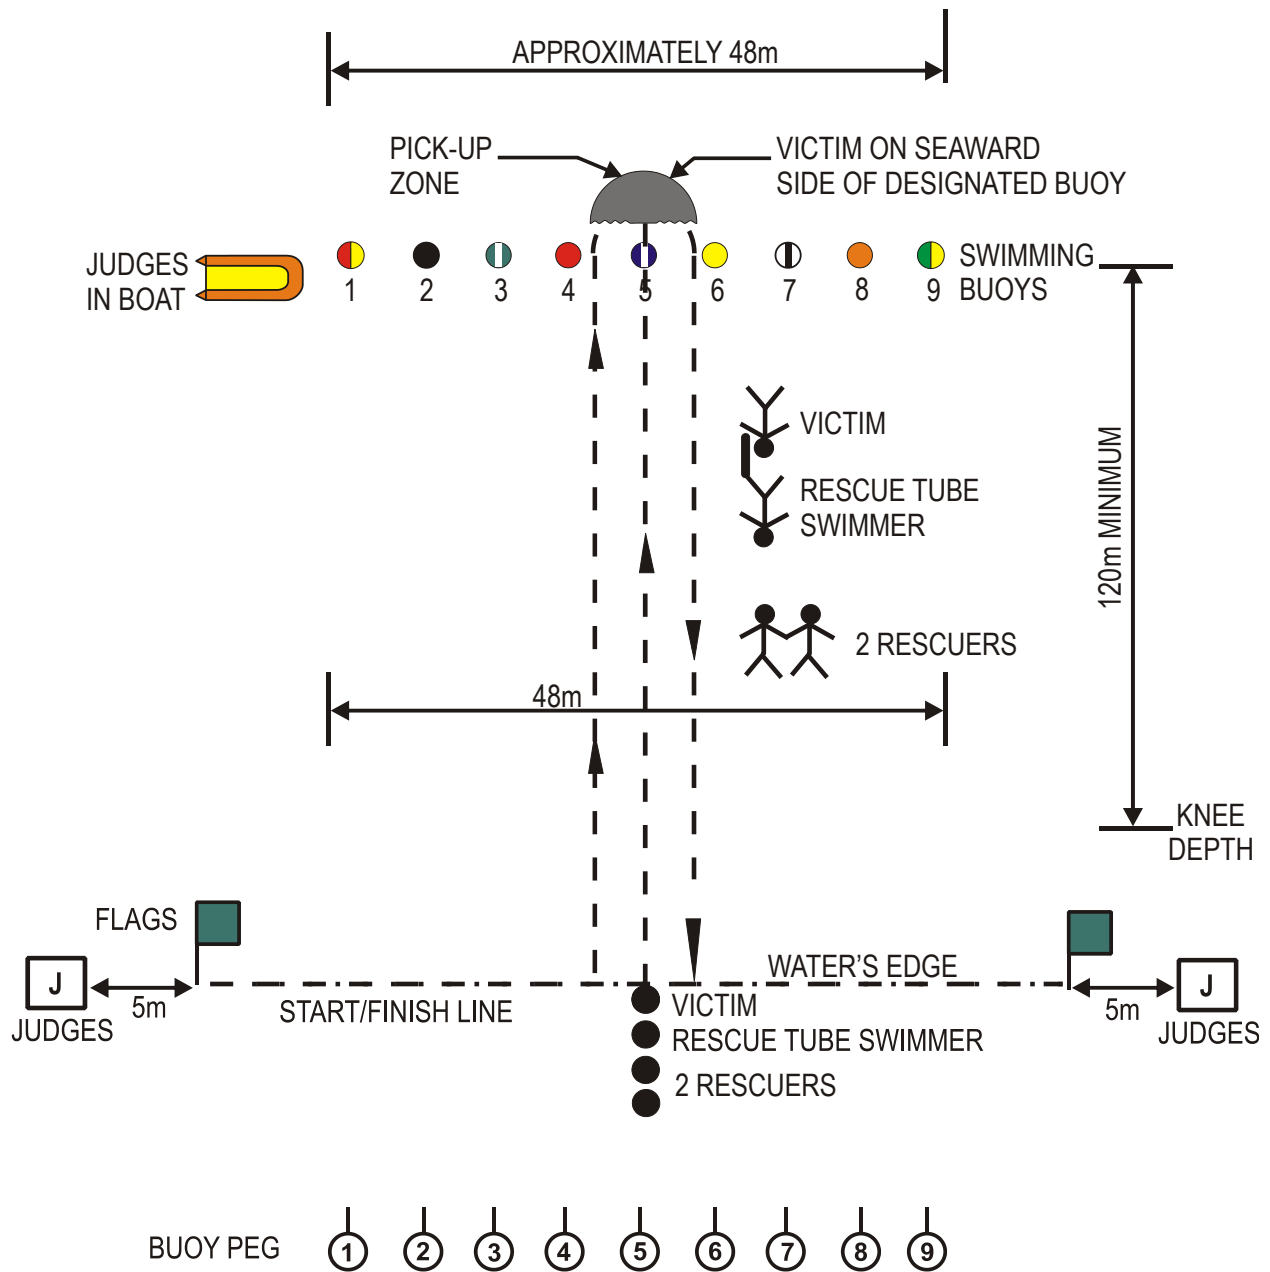 APPROXIMATELY 48m
PICK-UP
ZONE
VICTIM ON SEAWARD
SIDE OF DESIGNATED BUOY
JUDGES
IN BOAT
SWIMMING
BUOYS
1 2 3 4 5 6 7 8 9
VICTIM
RESCUE TUBE
SWIMMER
120m MINIMUM
2 RESCUERS
48m
KNEE
DEPTH
FLAGS
WATER'S EDGE
J
5m
JUDGES
START/FINISH LINE
VICTIM
RESCUE TUBE SWIMMER
2 RESCUERS
J
5m
JUDGES
BUOY PEG 1 2 3 4 5 6 7 8 9